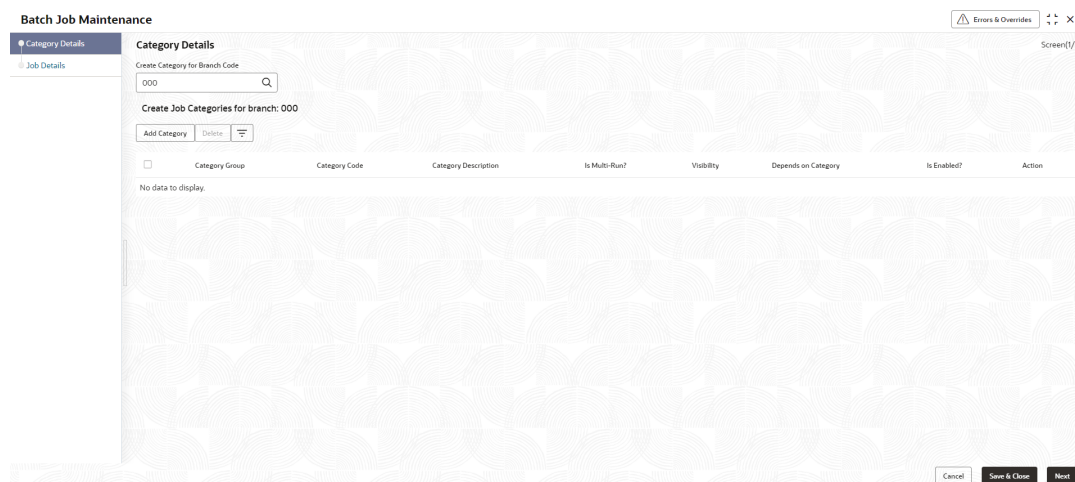 Batch Job Maintenance
Errors & Overrides
Category Details
Job Details
Category Details
Screen(1/
Create Category for Branch Code
000
Create Job Categories for branch: 000
Add Category Delete
Category Group Category Code Category Description Is Multi-Run? Visibility Depends on Category Is Enabled? Action
No data to display.
Cancel Save & Close Next